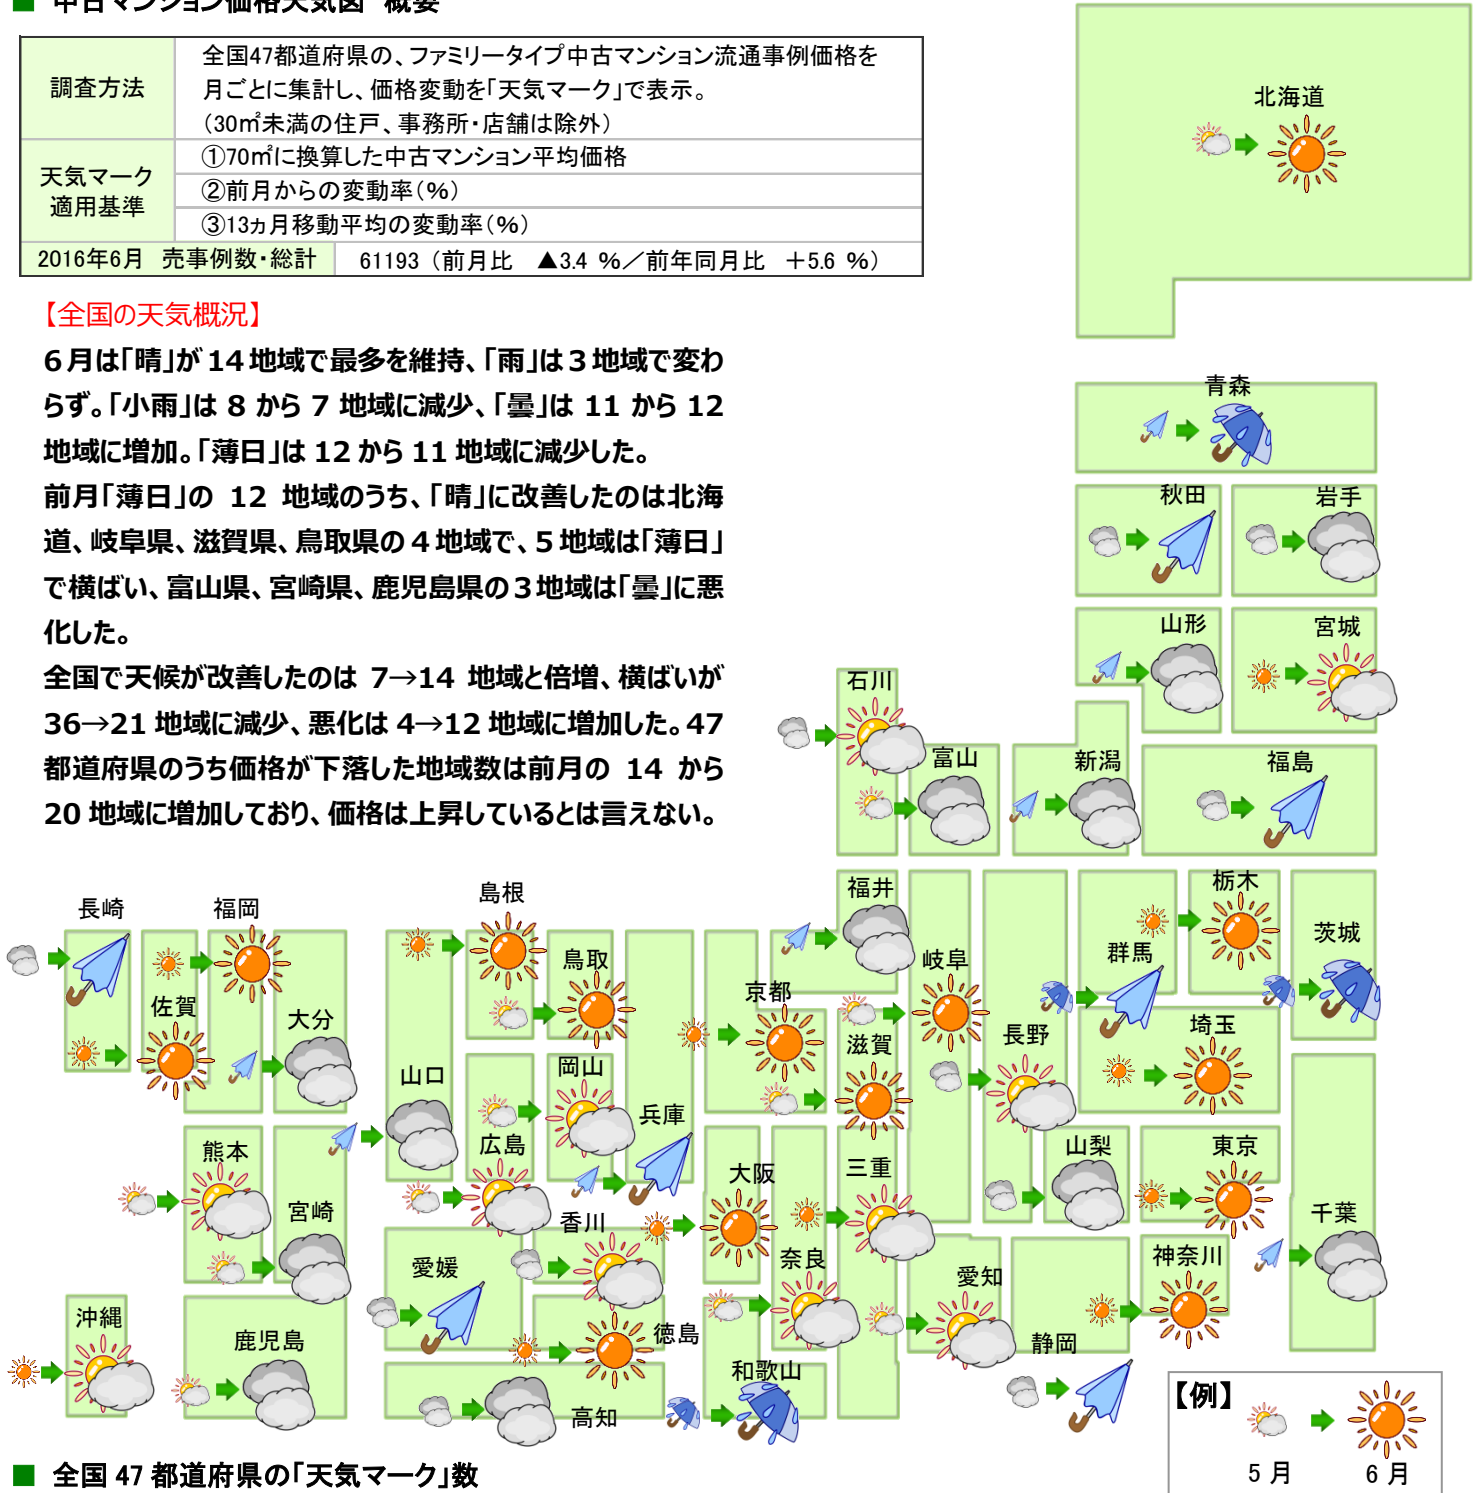 ■ 中古マンション価格天気図 概要
調査方法
全国47都道府県の、ファミリータイプ中古マンション流通事例価格を
月ごとに集計し、価格変動を「天気マーク」で表示。
（30㎡未満の住戸、事務所・店舗は除外）
天気マーク
適用基準
①70㎡に換算した中古マンション平均価格
②前月からの変動率（％）
③13ヵ月移動平均の変動率（％）
2016年6月 売事例数・総計
61193（前月比 ▲3.4 ％／前年同月比 ＋5.6 ％）
【全国の天気概況】
6月は「晴」が14地域で最多を維持、「雨」は3地域で変わ
らず。「小雨」は 8 から 7 地域に減少、「曇」は 11 から 12
地域に増加。「薄日」は 12 から 11 地域に減少した。
前月「薄日」の 12 地域のうち、「晴」に改善したのは北海
道、岐阜県、滋賀県、鳥取県の4地域で、5地域は「薄日」
で横ばい、富山県、宮崎県、鹿児島県の3地域は「曇」に悪
化した。
全国で天候が改善したのは 7→14 地域と倍増、横ばいが
36→21 地域に減少、悪化は 4→12 地域に増加した。47
都道府県のうち価格が下落した地域数は前月の 14 から
20 地域に増加しており、価格は上昇しているとは言えない。
北海道
青森
秋田
岩手
山形
宮城
石川
富山
新潟
福島
長崎
福岡
島根
福井
栃木
茨城
佐賀
大分
鳥取
京都
岐阜
群馬
山口
岡山
兵庫
滋賀
長野
埼玉
熊本
宮崎
広島
香川
大阪
三重
山梨
東京
千葉
愛媛
奈良
愛知
神奈川
沖縄
鹿児島
徳島
静岡
高知
和歌山
【例】
5 月
6 月
■ 全国 47 都道府県の「天気マーク」数